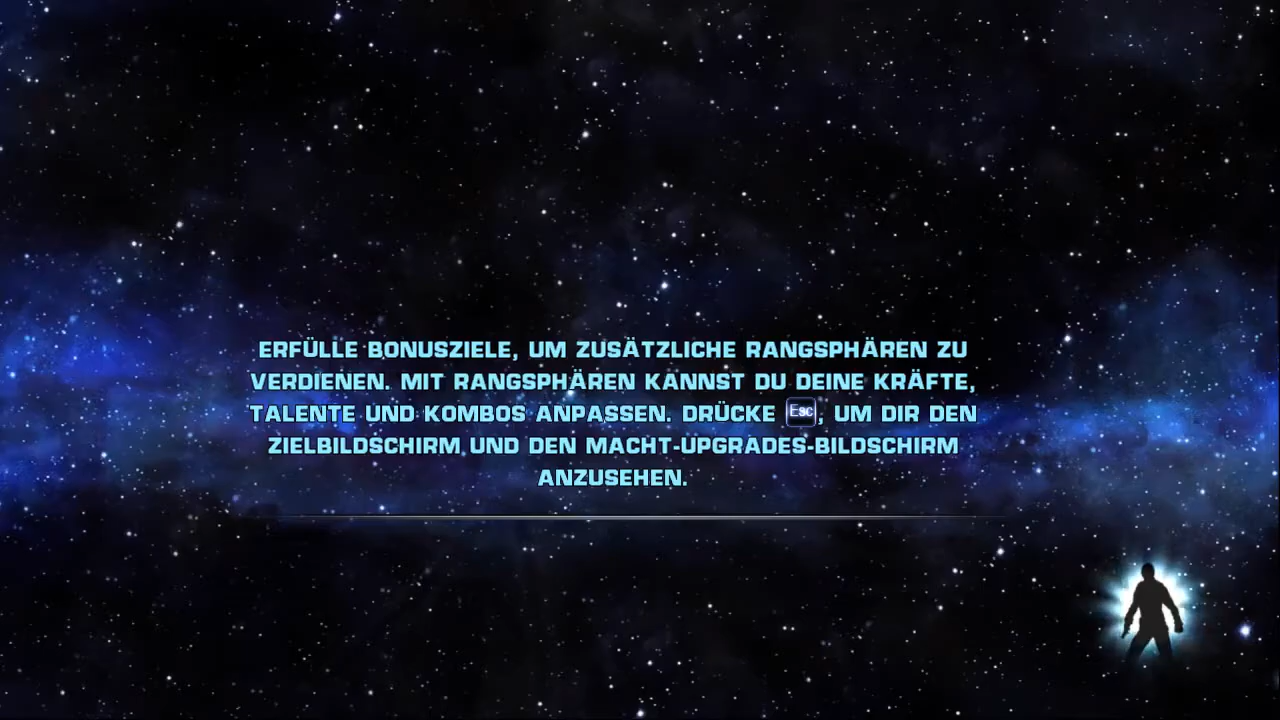 ERFÜLLE BONUSZIELE, UM ZUSÄTZLICHE RANGSPHÄREN ZU
VERDIENEN. MIT RANGSPHÄREN KANNST DU DEINE KRÄFTE,
TALENTE UND KOMBOS ANPASSEN. DRÜCKE Esc, UM DIR DEN
ZIELBILDSCHIRM UND DEN MACHT-UPGRADES-BILDSCHIRM
ANZUSEHEN.